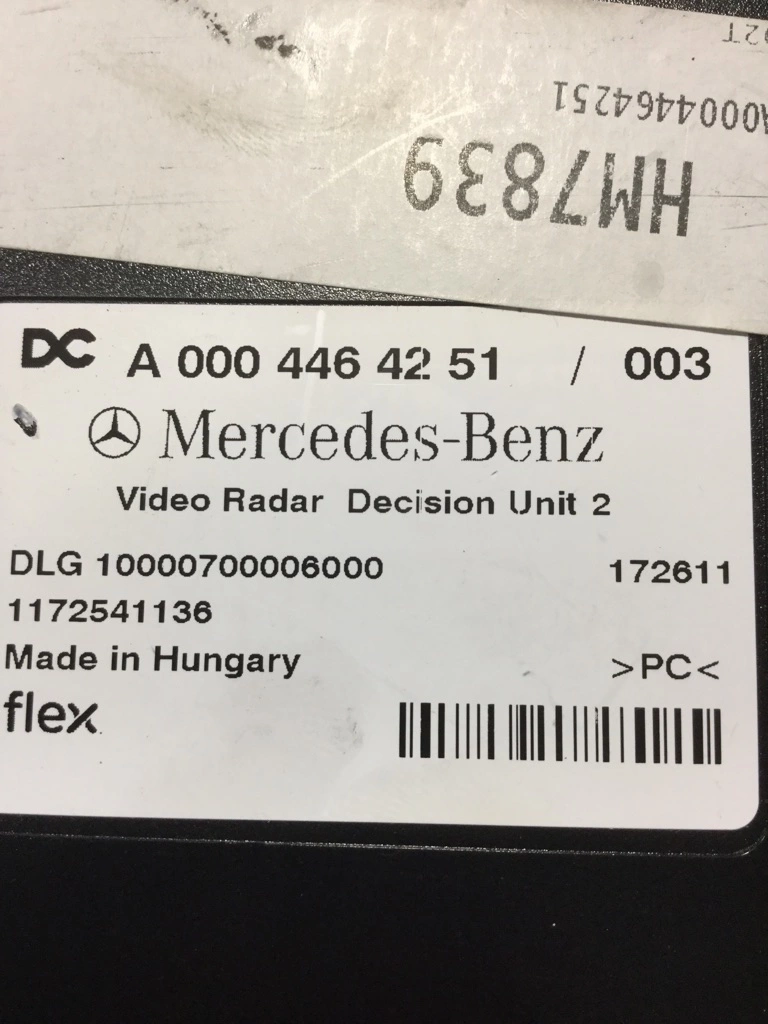 A0004464251
HM7839
DC A 000 446 42 51 / 003
Mercedes-Benz
Video Radar Decision Unit 2
DLG 10000700006000 172611
1172541136
Made in Hungary >PC<
flex